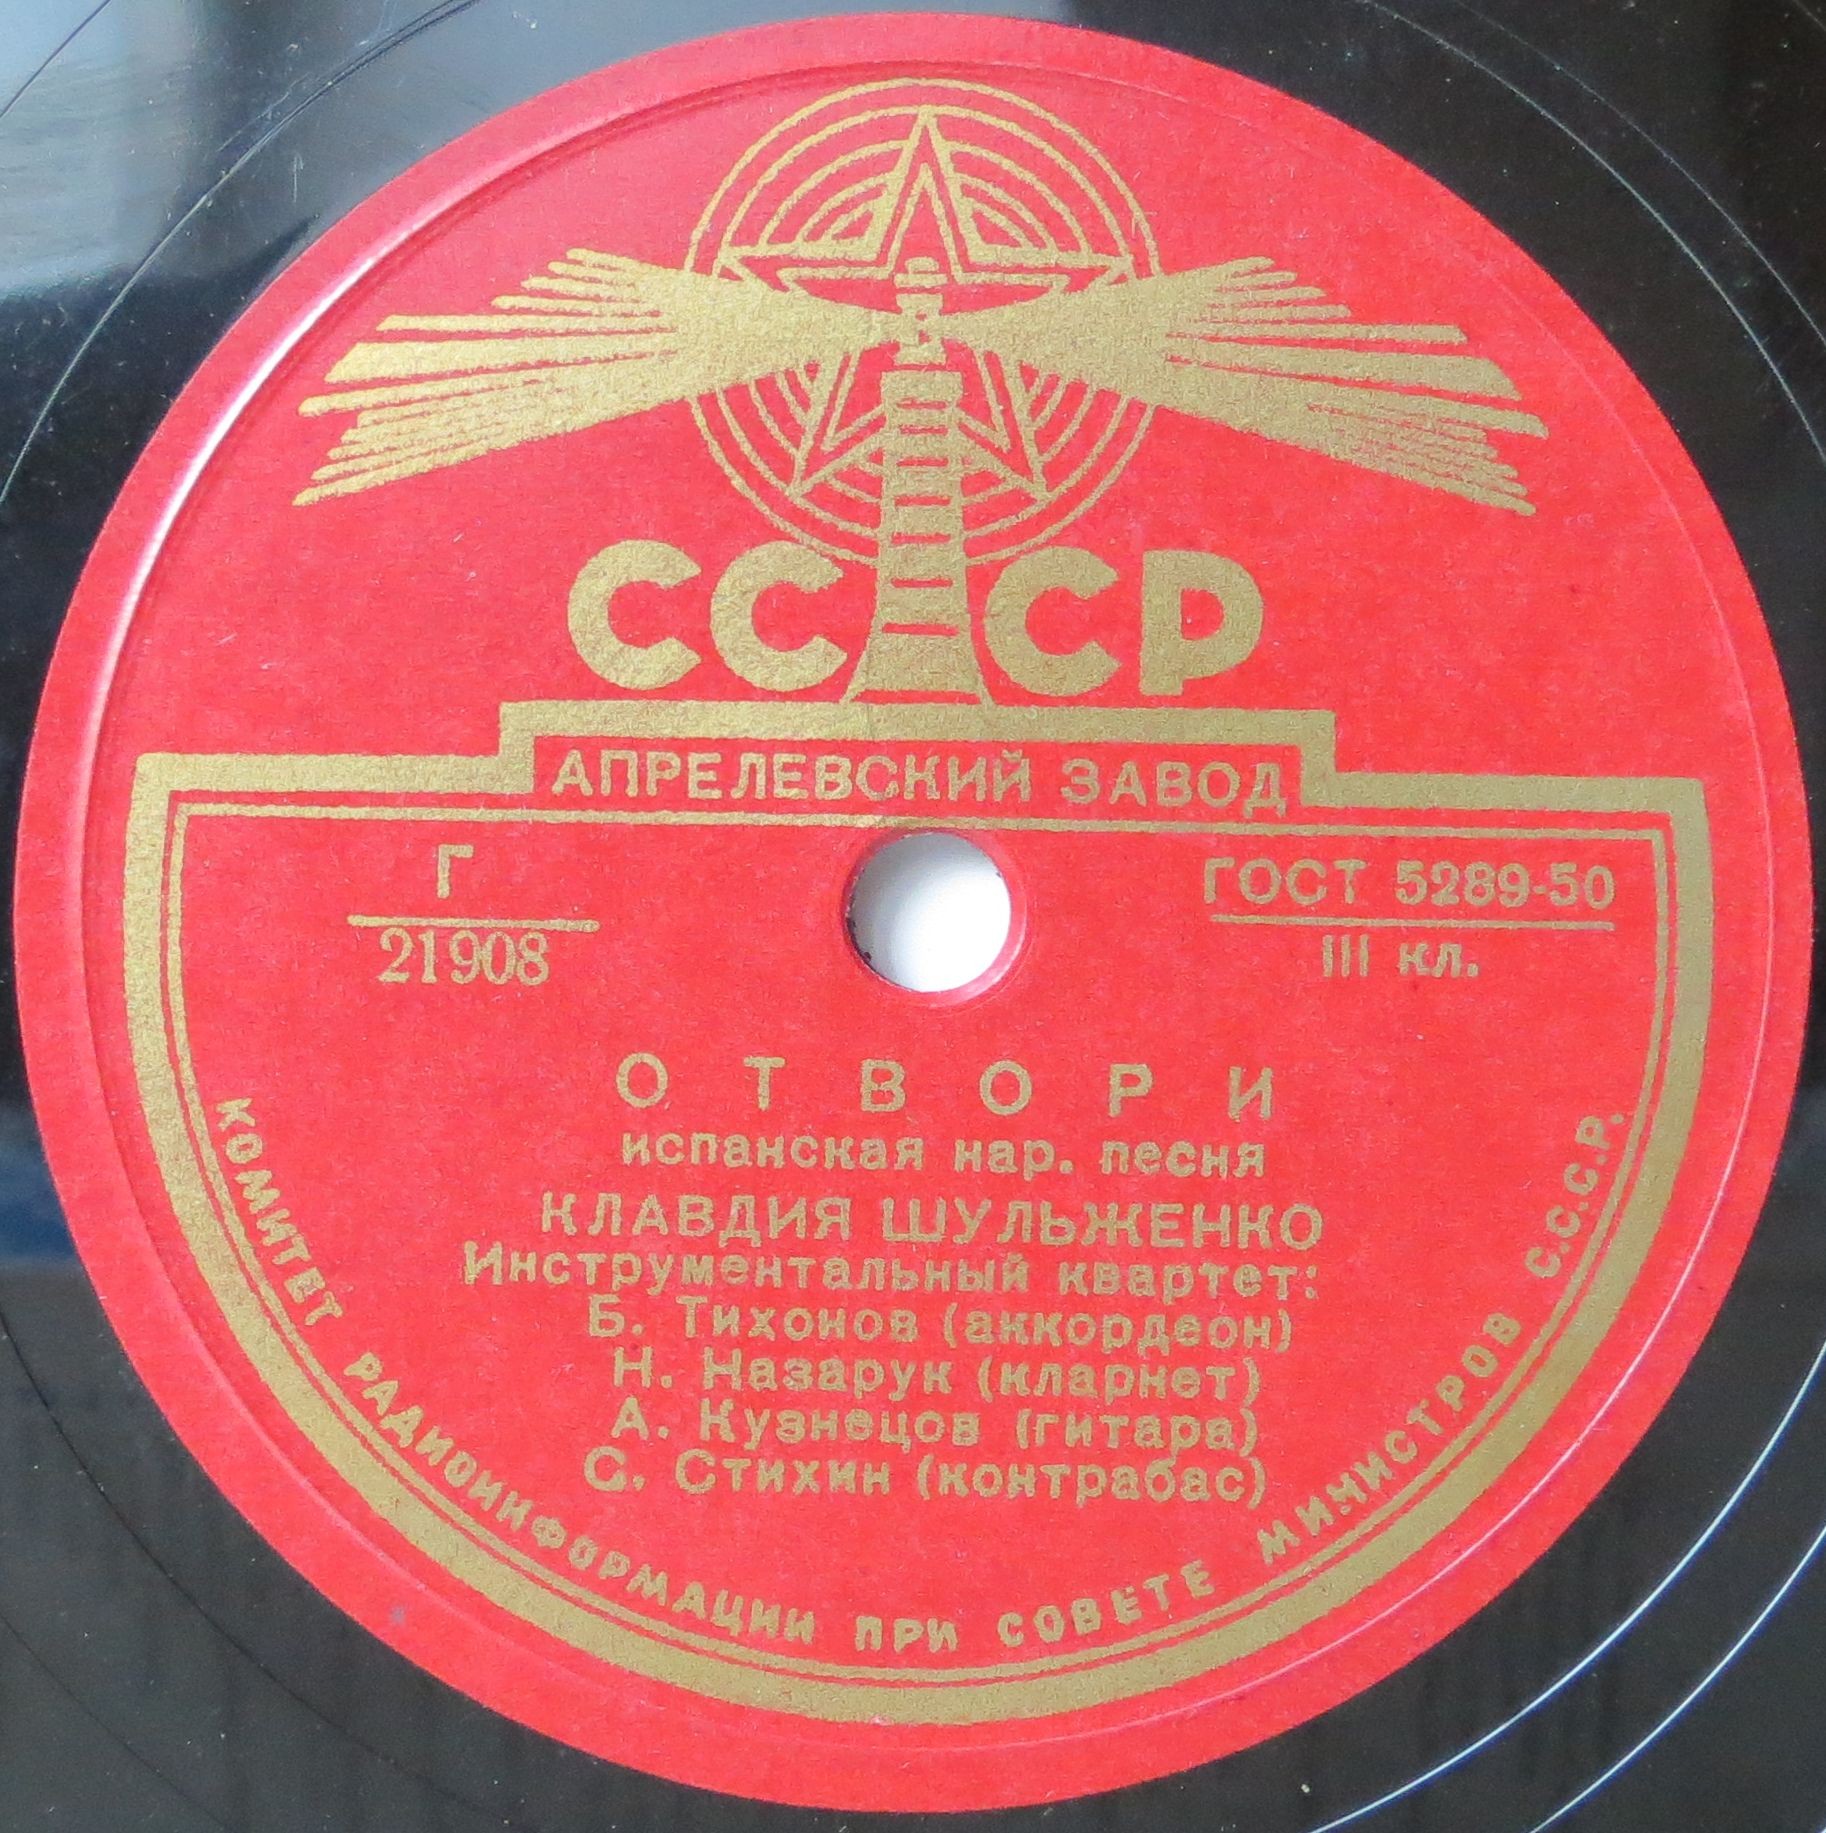 СССР
АПРЕЛЕВСКИЙ ЗАВОД
Г
21908
ГОСТ 5289-50
III кл.
ОТВОРИ
испанская нар. песня
КЛАВДИЯ ШУЛЬЖЕНКО
Инструментальный квартет:
Б. Тихонов (аккордеон)
Н. Назарук (кларнет)
А. Кузнецов (гитара)
С. Стихин (контрабас)
КОМИТЕТ РАДИОИНФОРМАЦИИ ПРИ СОВЕТЕ МИНИСТРОВ С.С.С.Р.